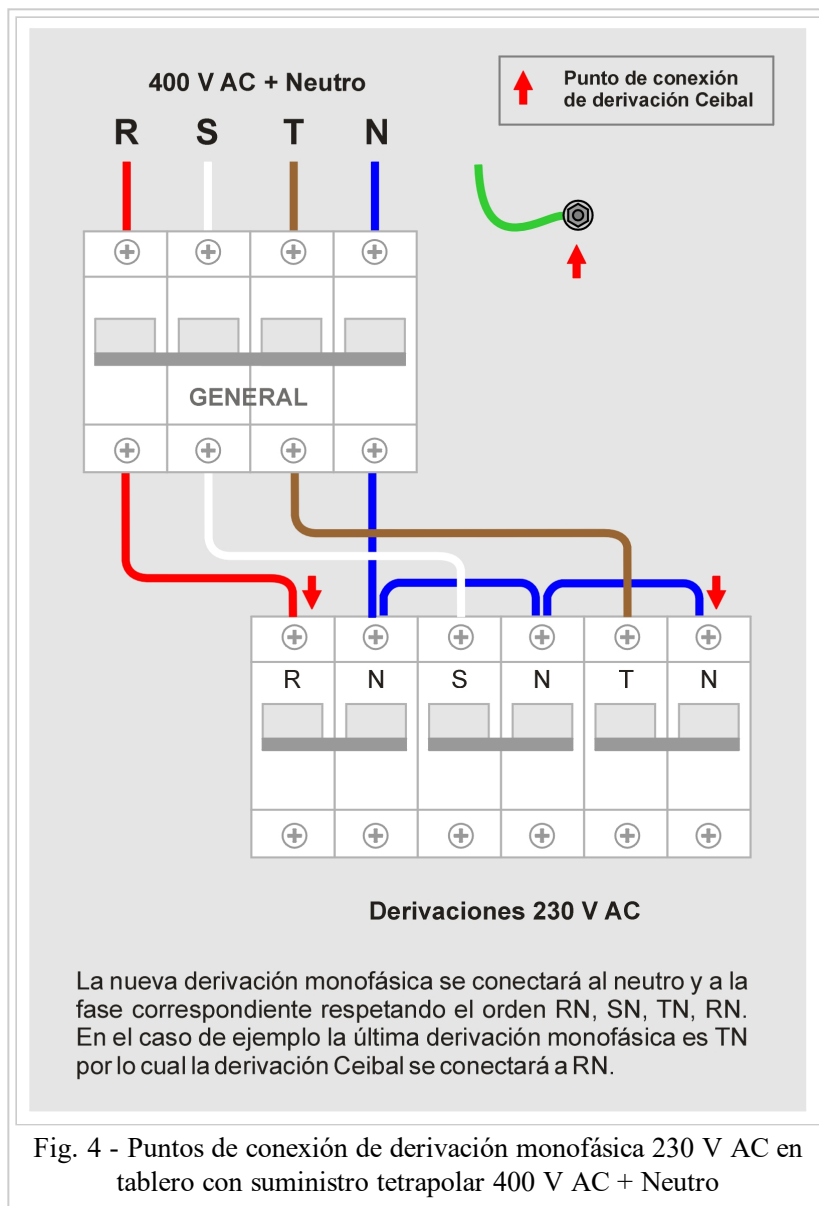 400 V AC + Neutro
Punto de conexión
de derivación Ceibal
R S T N
GENERAL
R N S N T N
Derivaciones 230 V AC
La nueva derivación monofásica se conectará al neutro y a la
fase correspondiente respetando el orden RN, SN, TN, RN.
En el caso de ejemplo la última derivación monofásica es TN
por lo cual la derivación Ceibal se conectará a RN.
Fig. 4 - Puntos de conexión de derivación monofásica 230 V AC en
tablero con suministro tetrapolar 400 V AC + Neutro